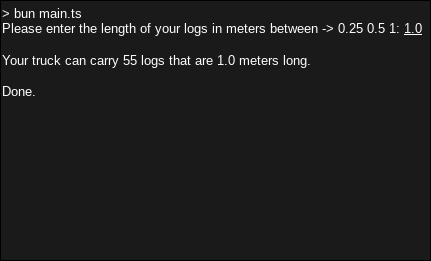 > bun main.ts
Please enter the length of your logs in meters between -> 0.25 0.5 1: 1.0
Your truck can carry 55 logs that are 1.0 meters long.
Done.